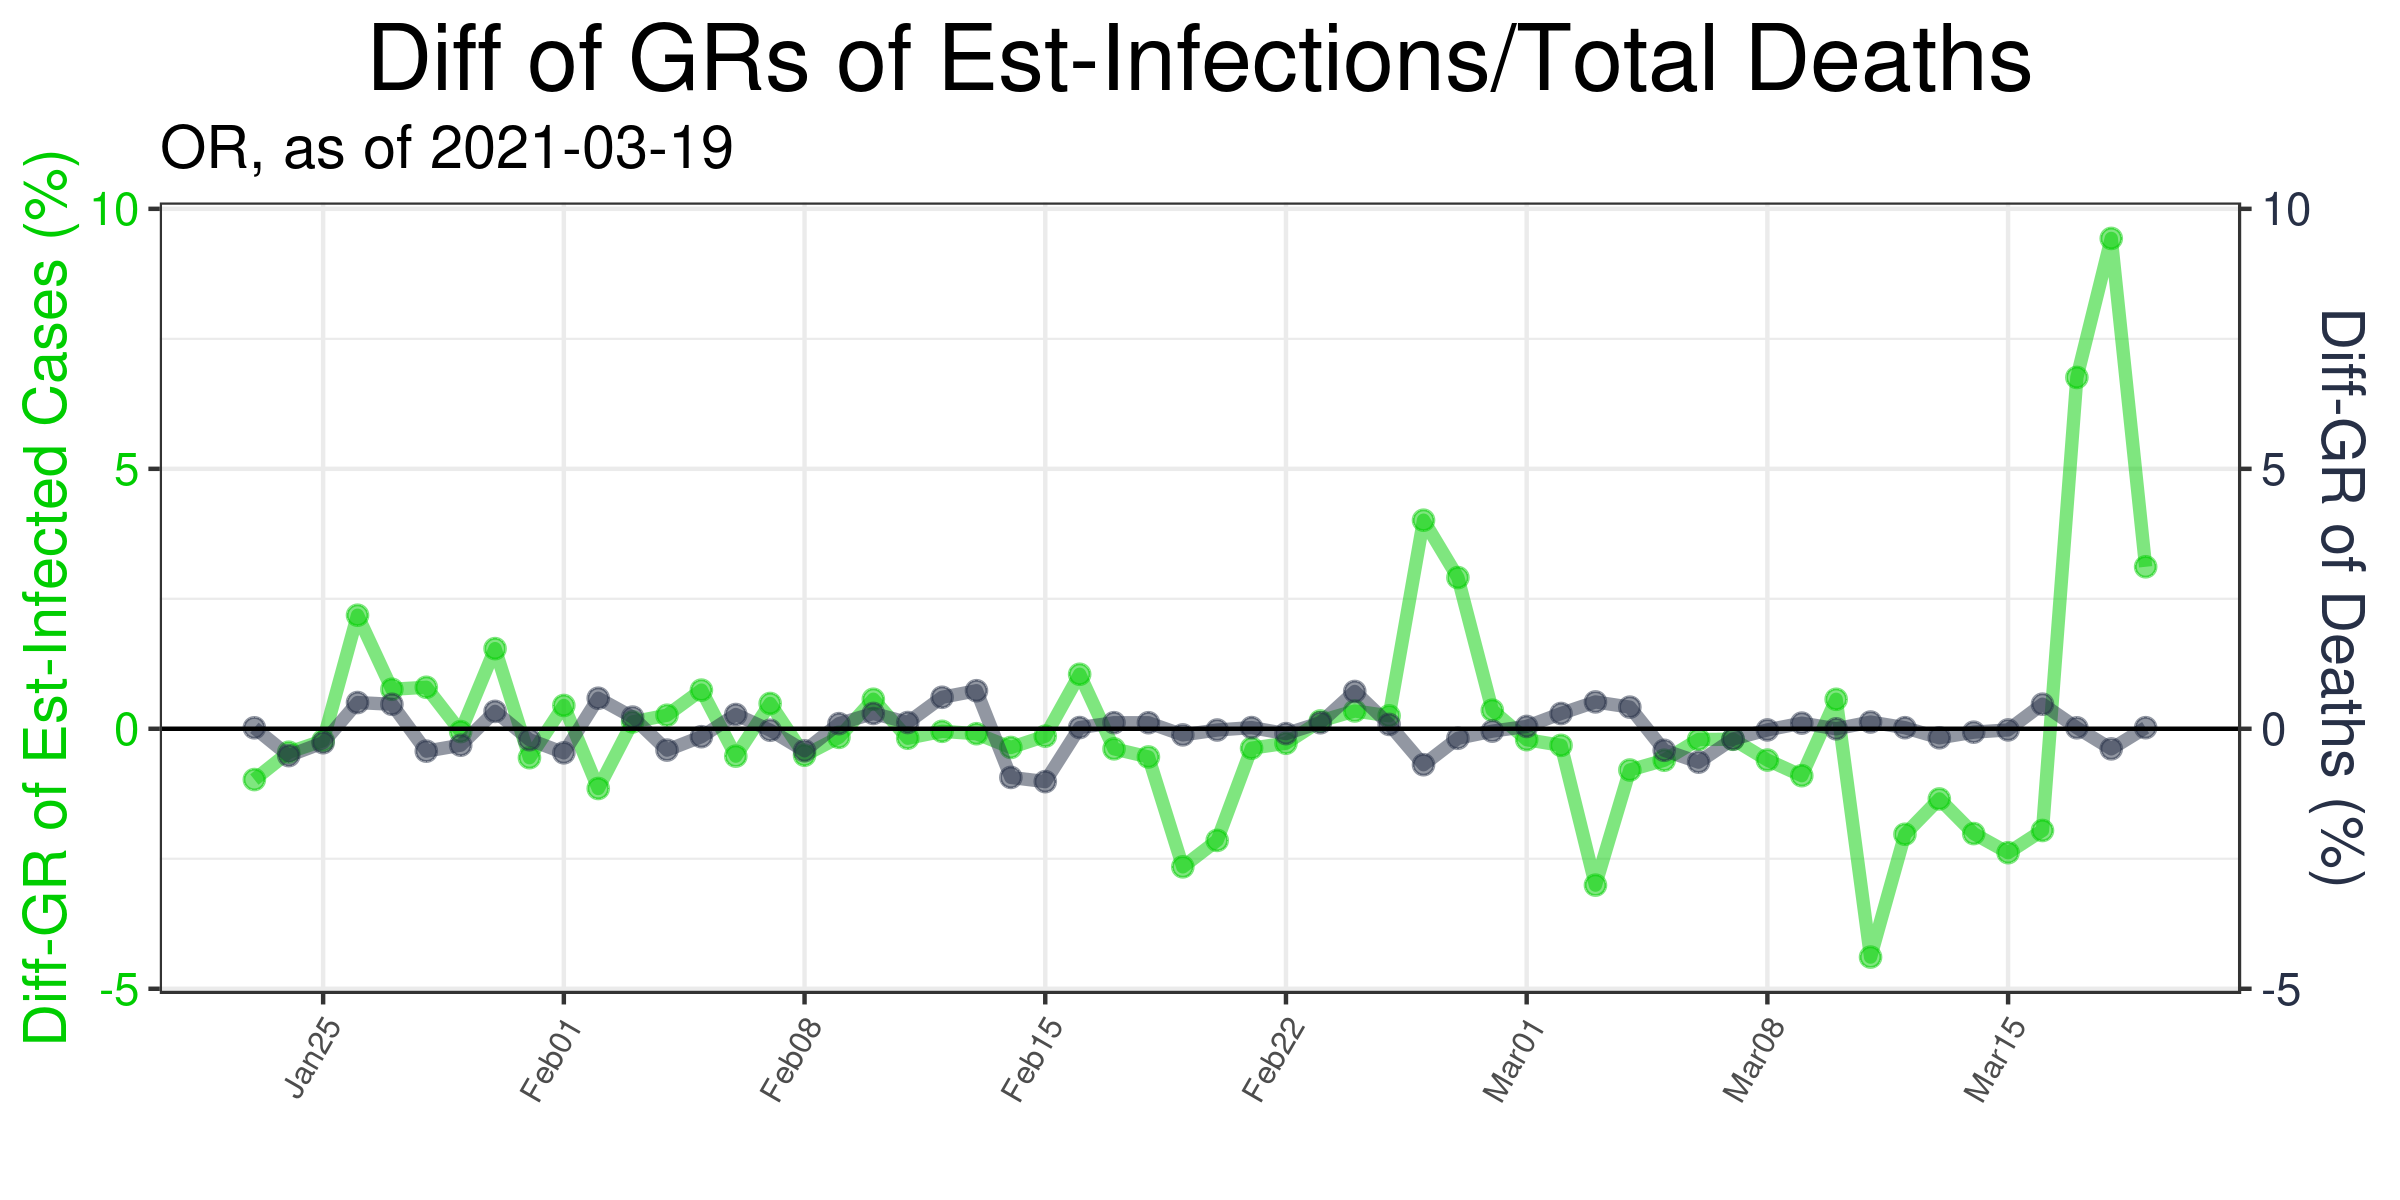 Diff of GRs of Est-Infections/Total Deaths
OR, as of 2021-03-19
Diff-GR of Est-Infected Cases (%)
10
5
0
-5
10
5
0
-5
Diff-GR of Deaths (%)
Jan25
Feb01
Feb08
Feb15
Feb22
Mar01
Mar08
Mar15